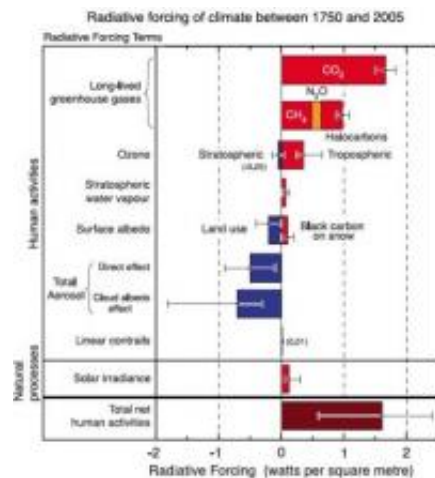 Radiative forcing of climate between 1750 and 2005
Radiative Forcing Terms
Long-lived
greenhouse gases
CO₂
N₂O
CH₄
Halocarbons
Ozone
Stratospheric
Tropospheric
Stratospheric
water vapour
Surface albedo
Land use
Black carbon
on snow
Total
Aerosol
Direct effect
Cloud albedo
effect
Linear contrails
(0.01)
Human activities
Natural
processes
Solar irradiance
Total net
human activities
-2 -1 0 1 2
Radiative Forcing (watts per square metre)